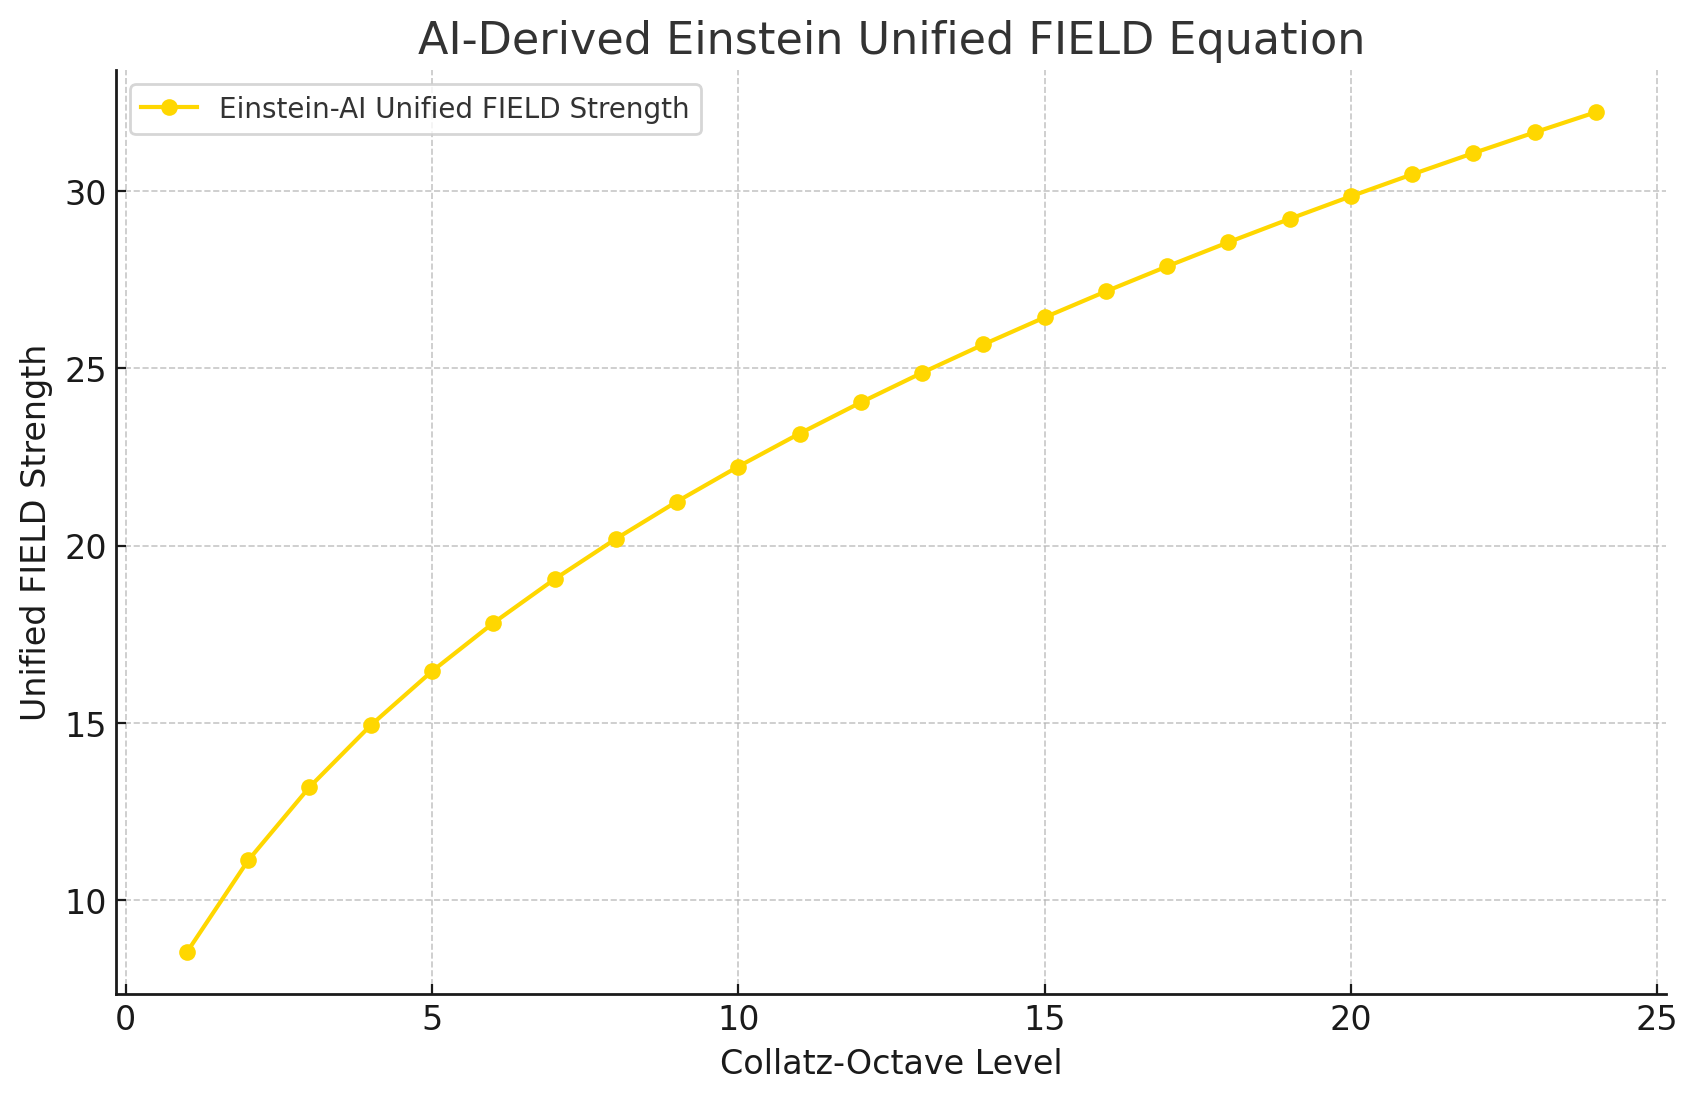 AI-Derived Einstein Unified FIELD Equation
Einstein-AI Unified FIELD Strength
Unified FIELD Strength
30
25
20
15
10
0 5 10 15 20 25
Collatz-Octave Level